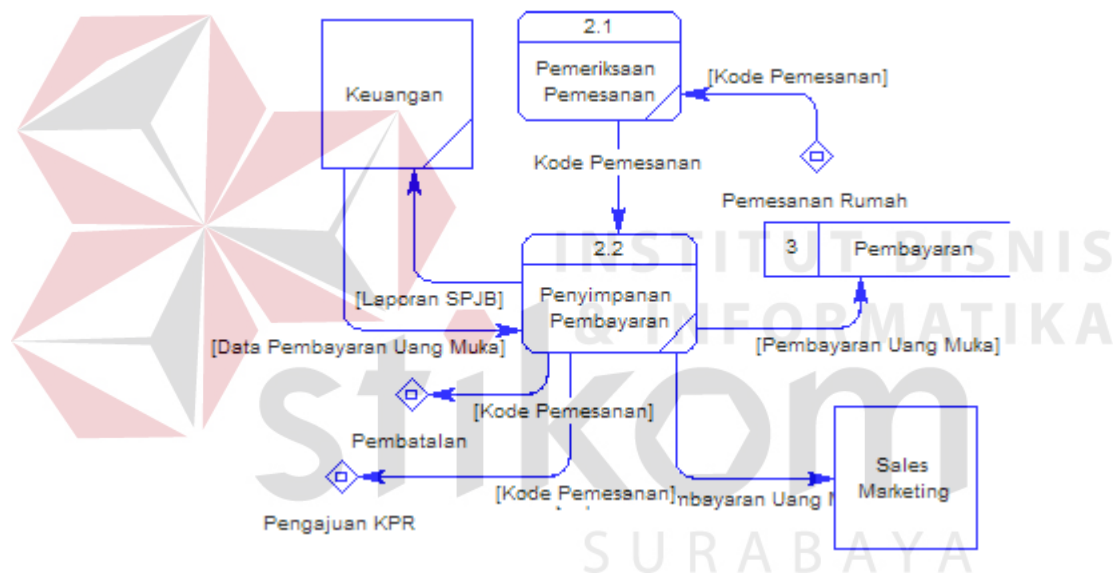 2.1
Keuangan
Pemeriksaan
Pemesanan
[Kode Pemesanan]
Kode Pemesanan
Pemesanan Rumah
2.2
3
Pembayaran
INSTITUT BISNIS
& INFORMATIKA
[Laporan SPJB]
Penyimpanan
Pembayaran
[Data Pembayaran Uang Muka]
[Pembayaran Uang Muka]
stikom
[Kode Pemesanan]
Pembatalan
Sales
Marketing
[Kode Pemesanan]
mbayaran Uang M
Pengajuan KPR
SURABAYA